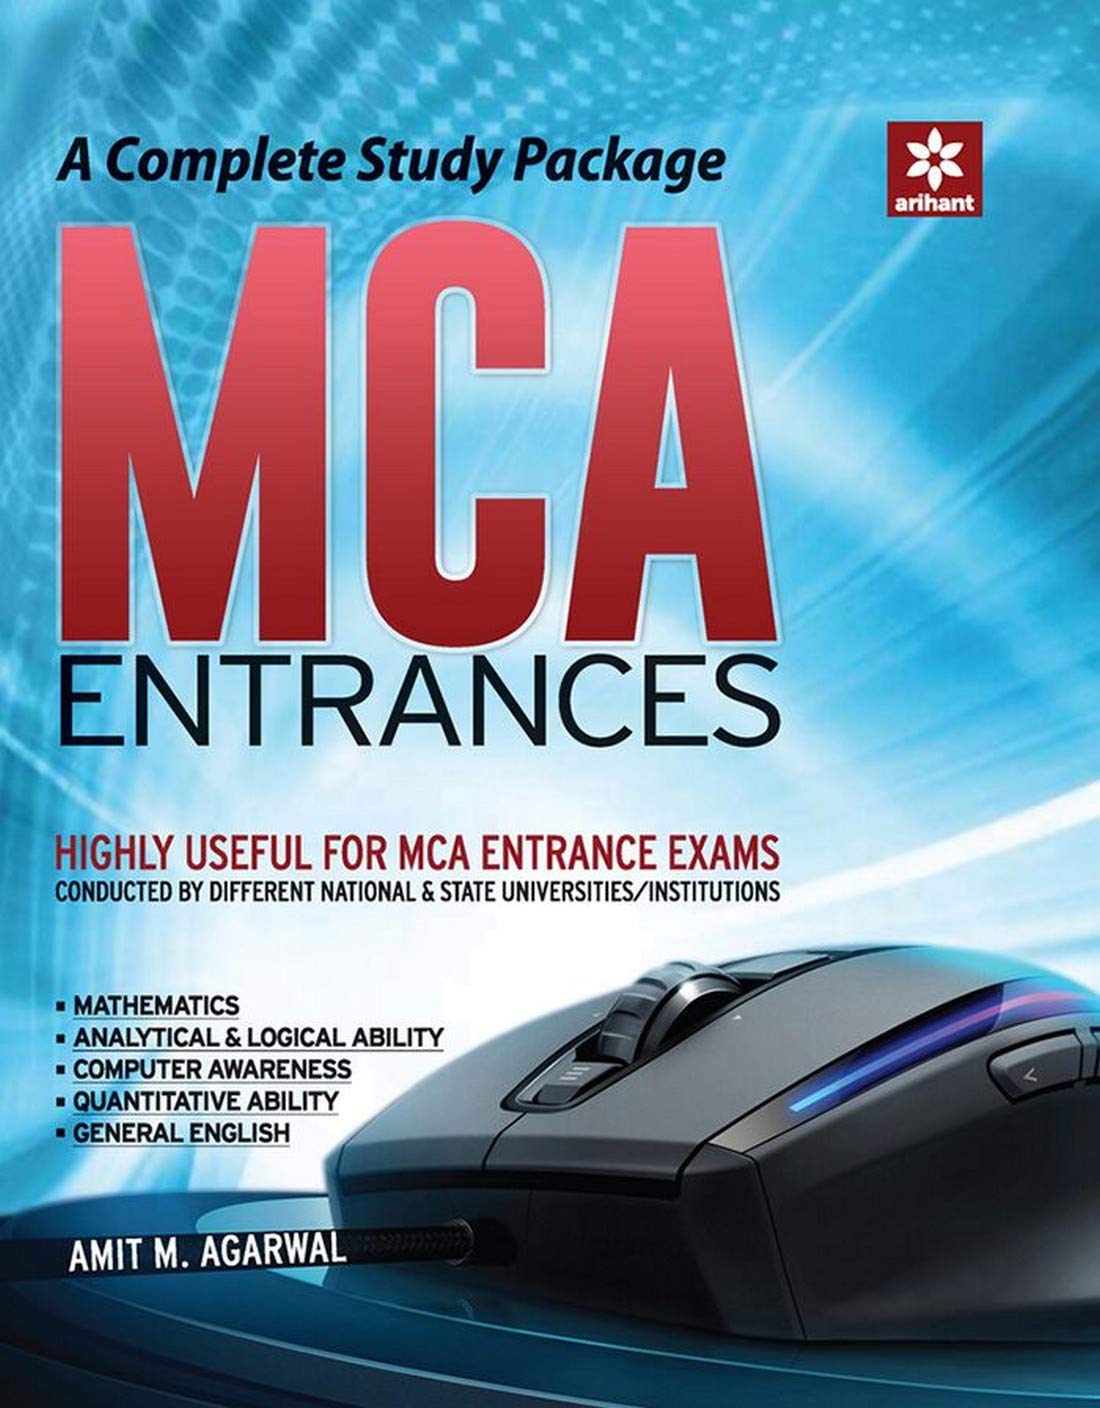 A Complete Study Package
arihant
MCA
ENTRANCES
HIGHLY USEFUL FOR MCA ENTRANCE EXAMS
CONDUCTED BY DIFFERENT NATIONAL & STATE UNIVERSITIES/INSTITUTIONS
▪ MATHEMATICS
▪ ANALYTICAL & LOGICAL ABILITY
▪ COMPUTER AWARENESS
▪ QUANTITATIVE ABILITY
▪ GENERAL ENGLISH
AMIT M. AGARWAL